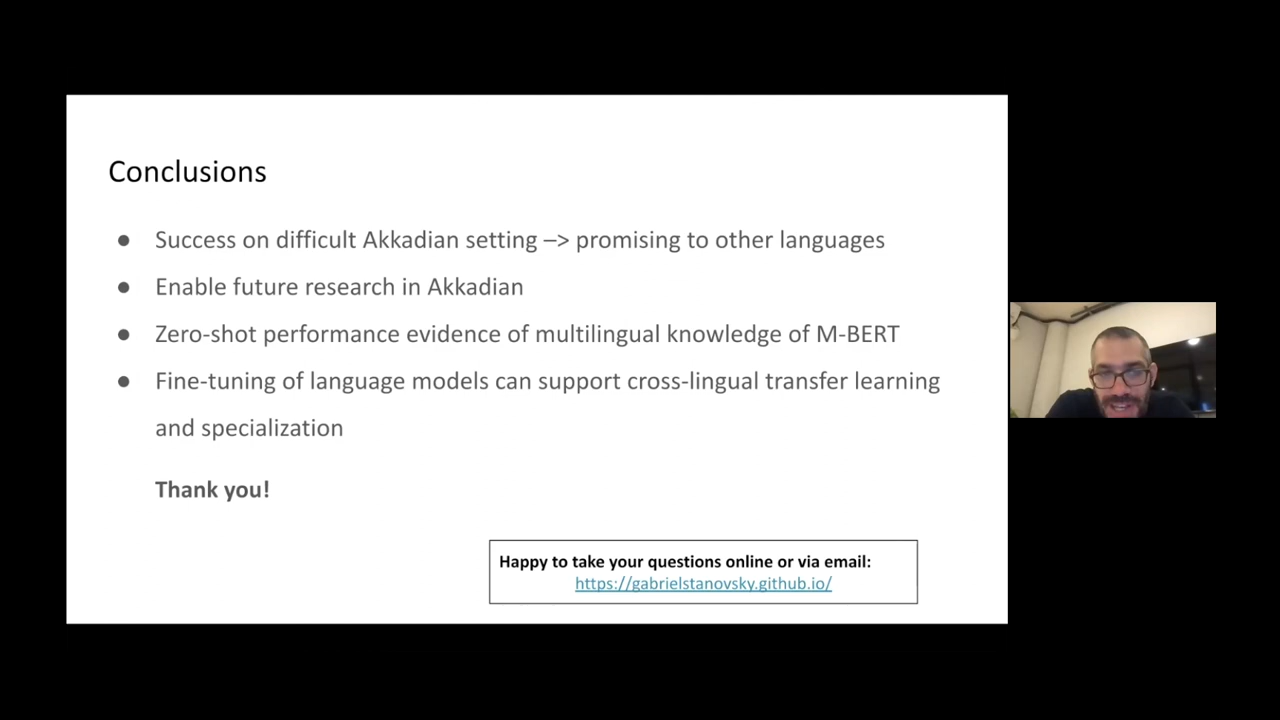 Conclusions
● Success on difficult Akkadian setting –> promising to other languages
● Enable future research in Akkadian
● Zero-shot performance evidence of multilingual knowledge of M-BERT
● Fine-tuning of language models can support cross-lingual transfer learning
and specialization
Thank you!
Happy to take your questions online or via email:
https://gabrielstanovsky.github.io/